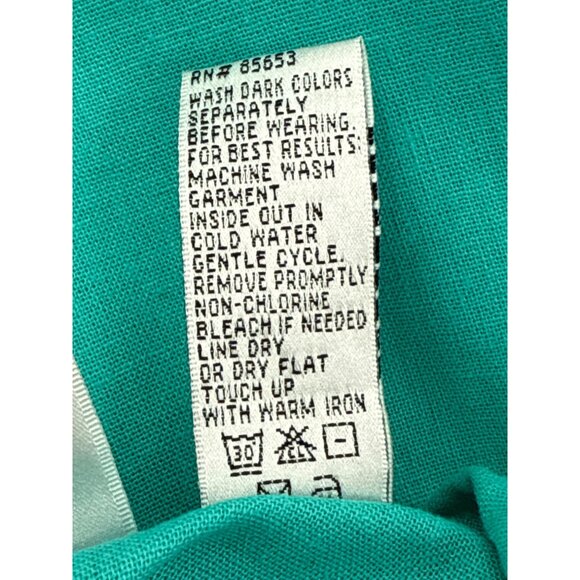 RN# 85653
WASH DARK COLORS
SEPARATELY
BEFORE WEARING.
FOR BEST RESULTS:
MACHINE WASH
GARMENT
INSIDE OUT IN
COLD WATER
GENTLE CYCLE.
REMOVE PROMPTLY
NON-CHLORINE
BLEACH IF NEEDED
LINE DRY
OR DRY FLAT
TOUCH UP
WITH WARM IRON
30° CL